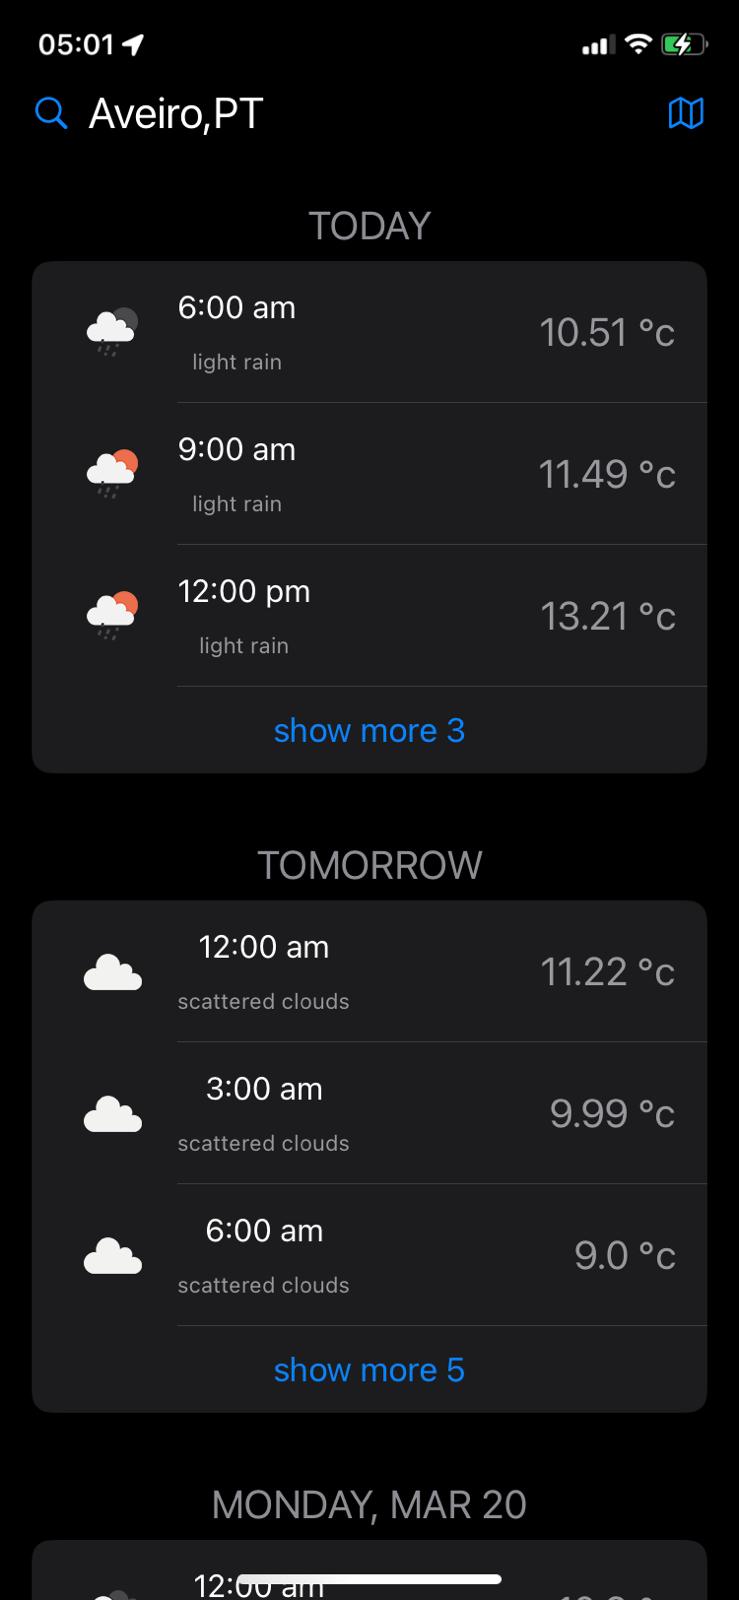 05:01
Aveiro,PT
TODAY
6:00 am
10.51 °c
light rain
9:00 am
11.49 °c
light rain
12:00 pm
13.21 °c
light rain
show more 3
TOMORROW
12:00 am
11.22 °c
scattered clouds
3:00 am
9.99 °c
scattered clouds
6:00 am
9.0 °c
scattered clouds
show more 5
MONDAY, MAR 20
12:00 am